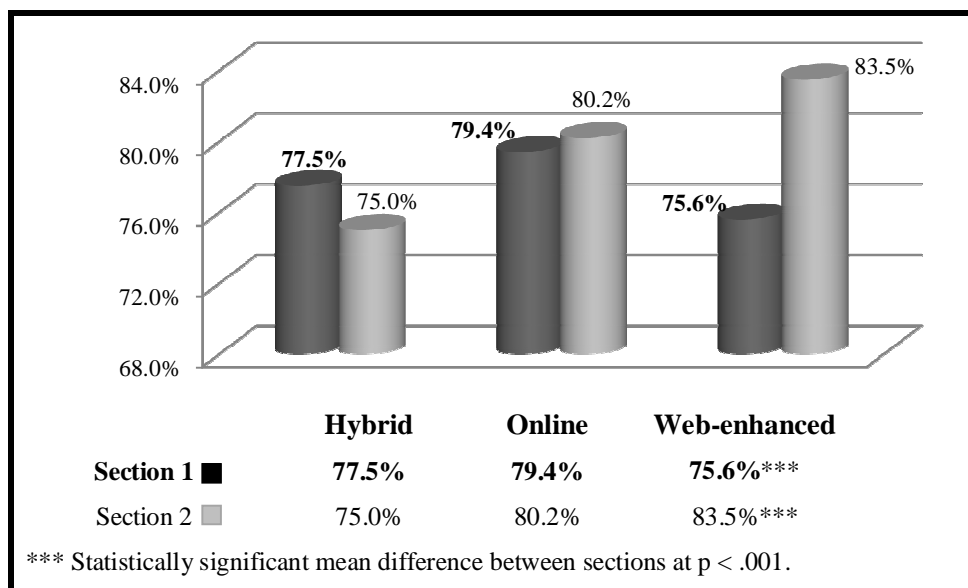 84.0%
80.0%
76.0%
72.0%
68.0%
77.5%
75.0%
79.4%
80.2%
75.6%
83.5%
Hybrid Online Web-enhanced
Section 1 77.5% 79.4% 75.6%***
Section 2 75.0% 80.2% 83.5%***
*** Statistically significant mean difference between sections at p < .001.